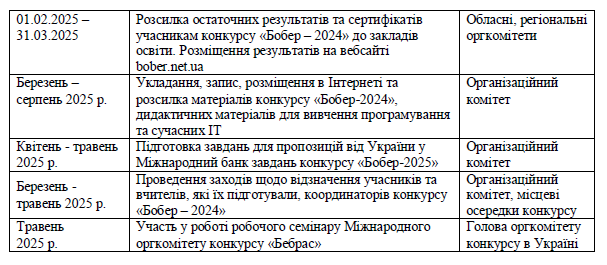 01.02.2025 –
31.03.2025
Розсилка остаточних результатів та сертифікатів
учасникам конкурсу «Бобер – 2024» до закладів
освіти. Розміщення результатів на вебсайті
bober.net.ua
Обласні, регіональні
оргкомітети
Березень –
серпень 2025 р.
Укладання, запис, розміщення в Інтернеті та
розсилка матеріалів конкурсу «Бобер-2024»,
дидактичних матеріалів для вивчення програмування
та сучасних ІТ
Організаційний
комітет
Квітень - травень
2025 р.
Підготовка завдань для пропозицій від України у
Міжнародний банк завдань конкурсу «Бобер-2025»
Організаційний
комітет
Березень -
травень 2025 р.
Проведення заходів щодо відзначення учасників та
вчителів, які їх підготували, координаторів конкурсу
«Бобер – 2024»
Організаційний
комітет, місцеві
осередки конкурсу
Травень
2025 р.
Участь у роботі робочого семінару Міжнародного
оргкомітету конкурсу «Бебрас»
Голова оргкомітету
конкурсу в Україні